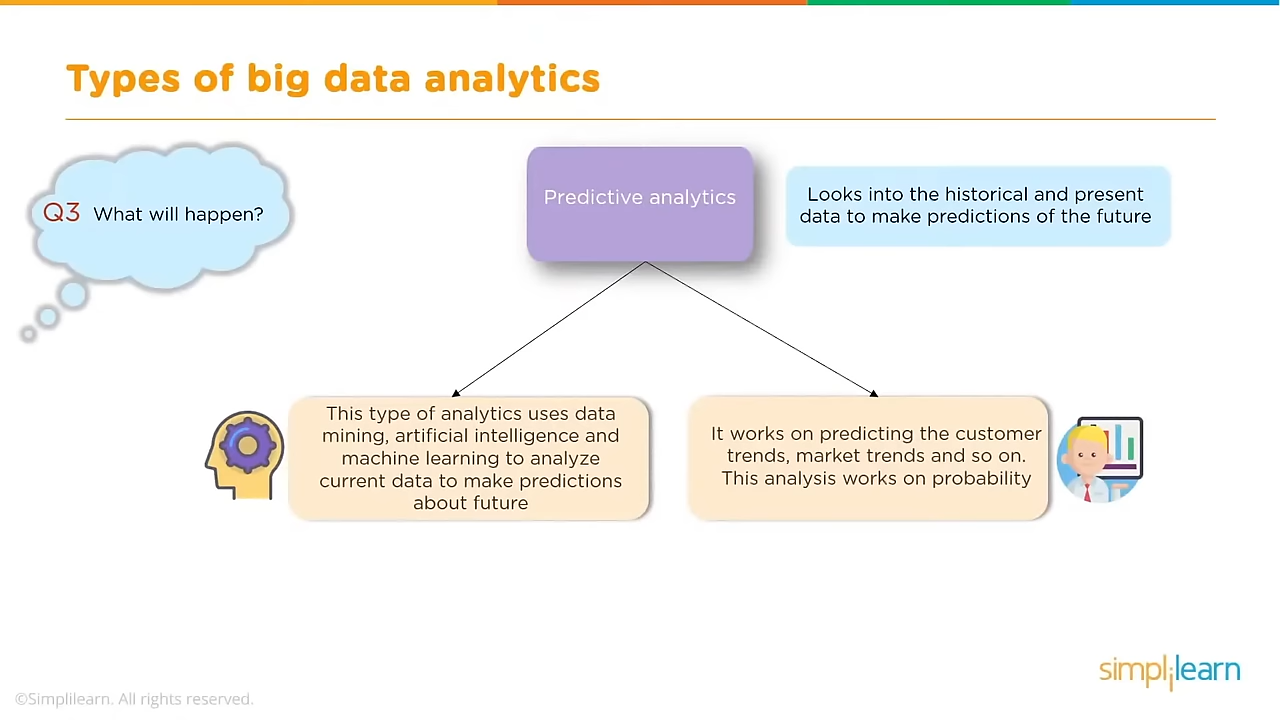 Types of big data analytics
Q3 What will happen?
Predictive analytics
Looks into the historical and present
data to make predictions of the future
This type of analytics uses data
mining, artificial intelligence and
machine learning to analyze
current data to make predictions
about future
It works on predicting the customer
trends, market trends and so on.
This analysis works on probability
simplilearn
©Simplilearn. All rights reserved.